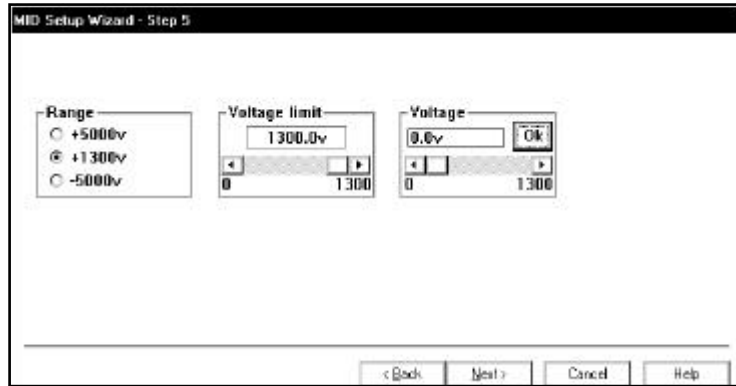 MID Setup Wizard - Step 5
Range
+5000v
+1300v
-5000v
Voltage limit
1300.0v
0 1300
Voltage
0.0v Ok
0 1300
< Back Next > Cancel Help